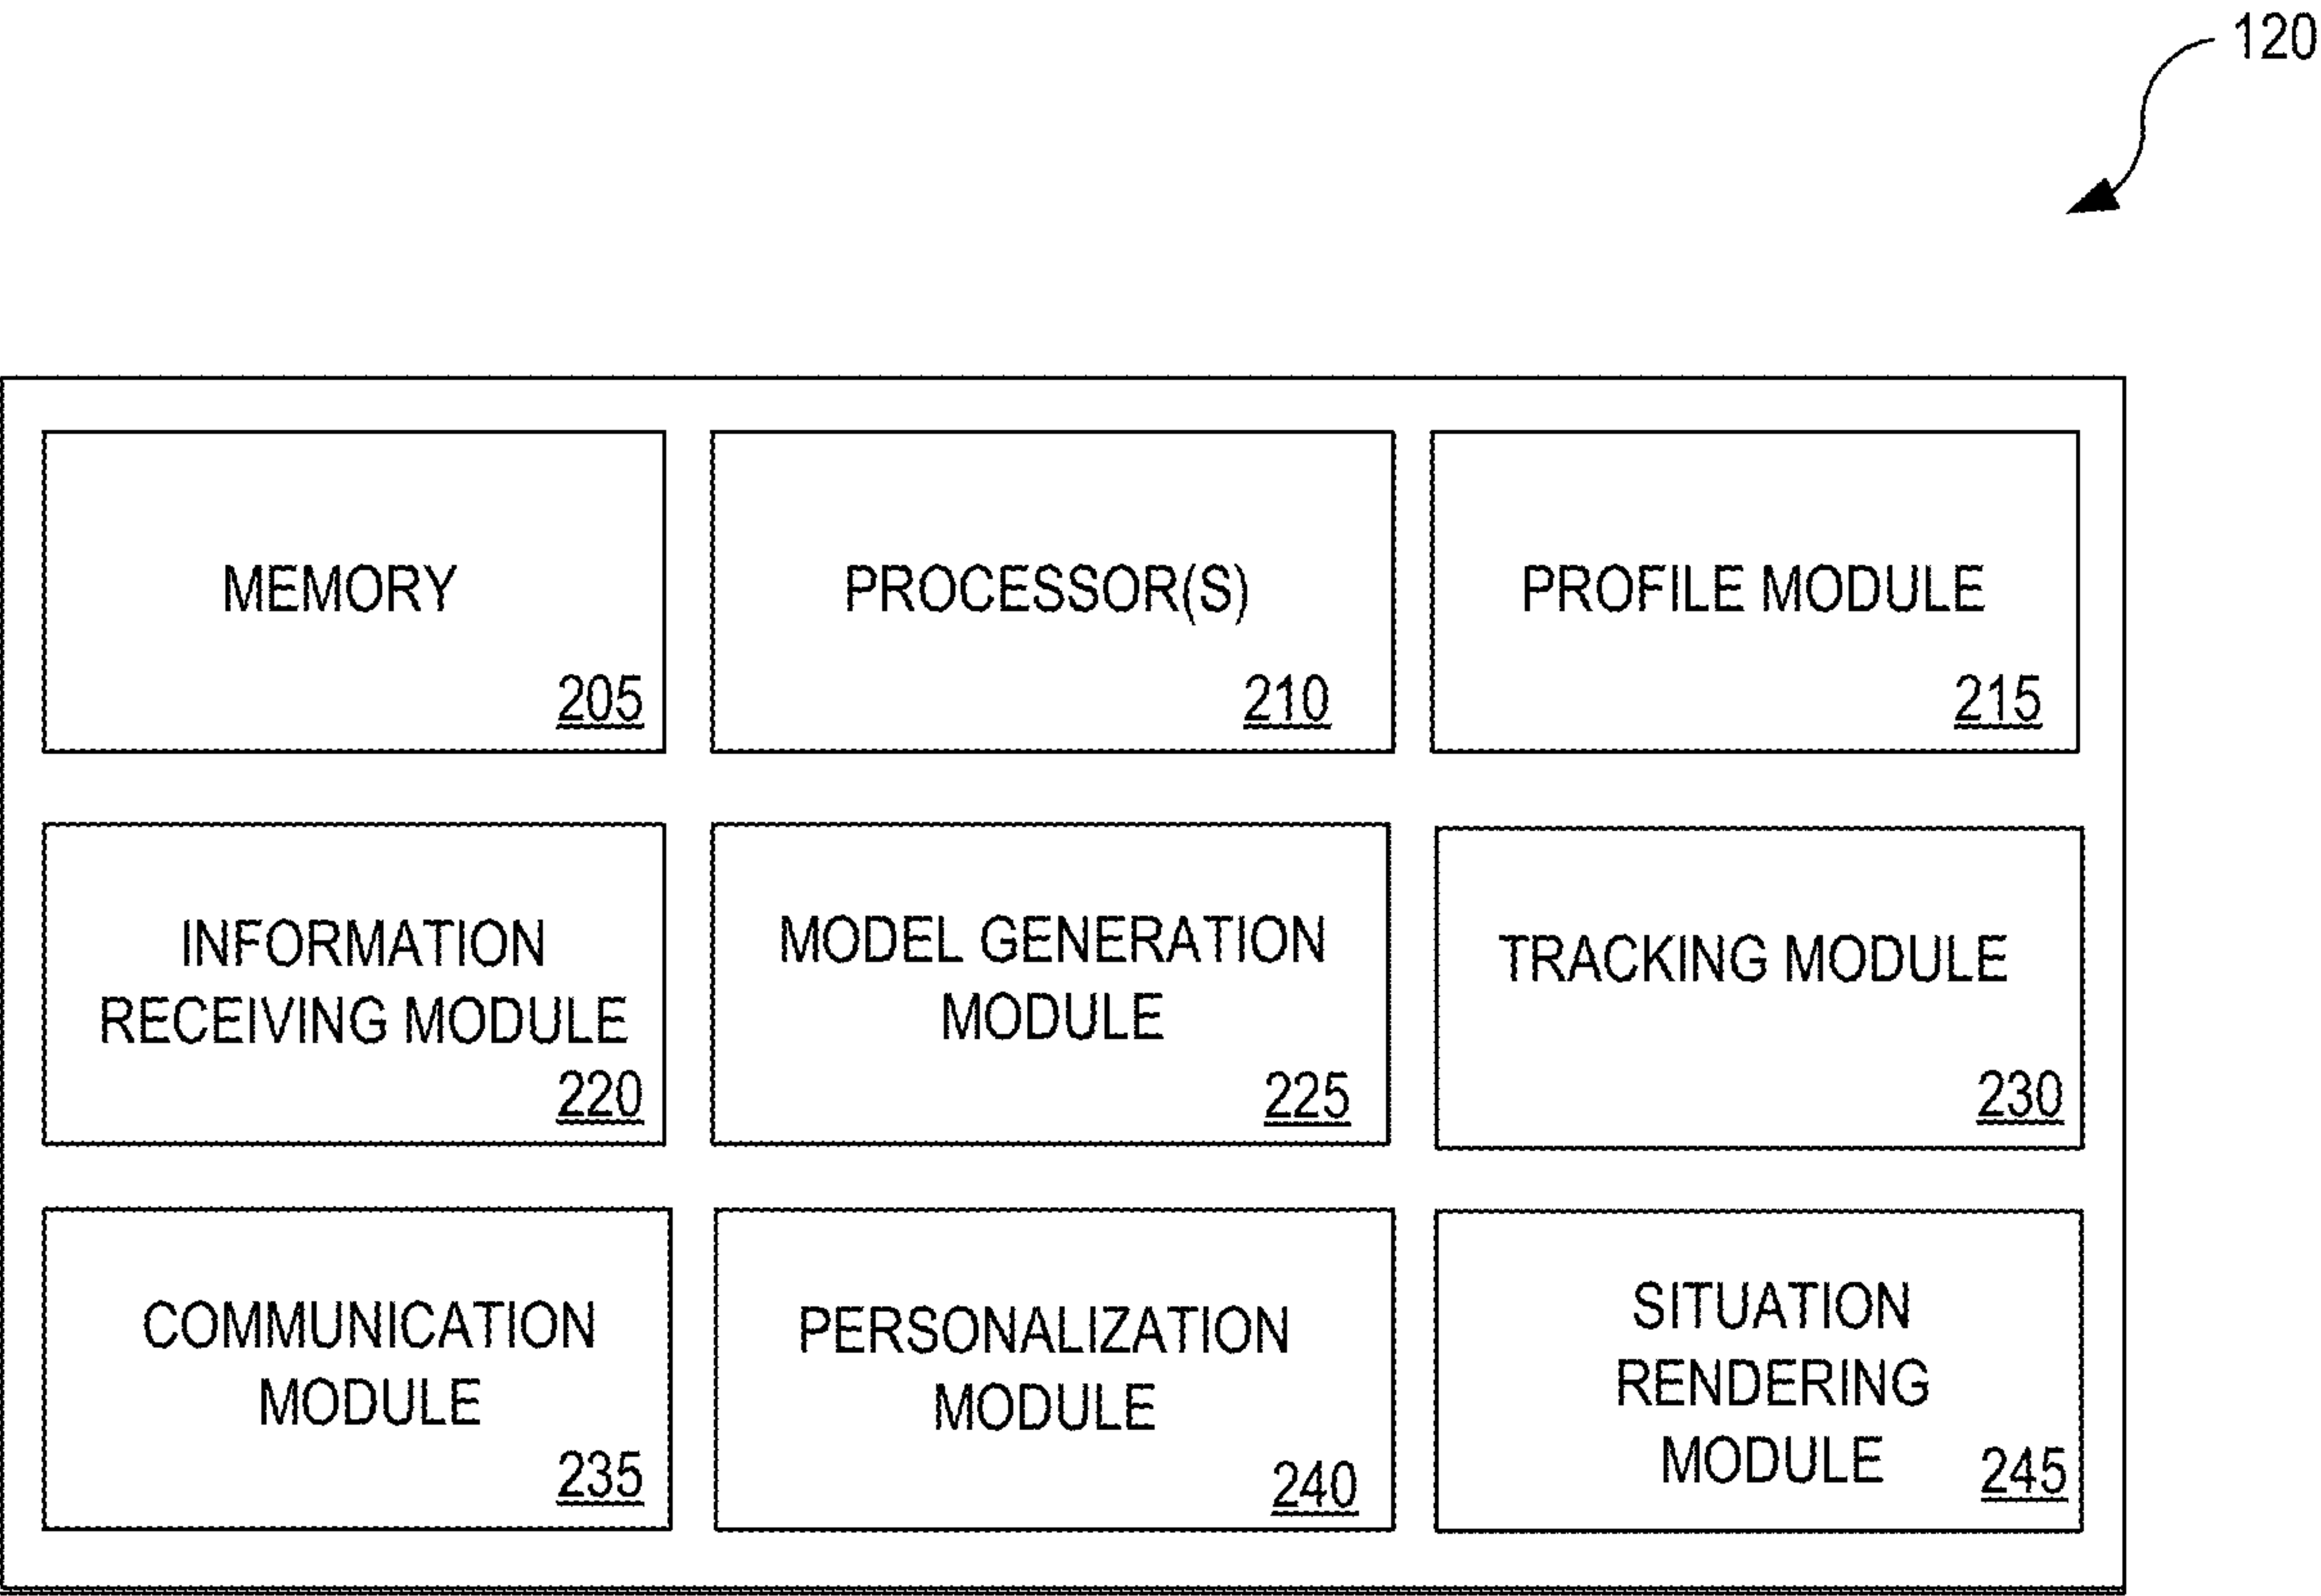 120
MEMORY
205
PROCESSOR(S)
210
PROFILE MODULE
215
INFORMATION
RECEIVING MODULE
220
MODEL GENERATION
MODULE
225
TRACKING MODULE
230
COMMUNICATION
MODULE
235
PERSONALIZATION
MODULE
240
SITUATION
RENDERING
MODULE
245